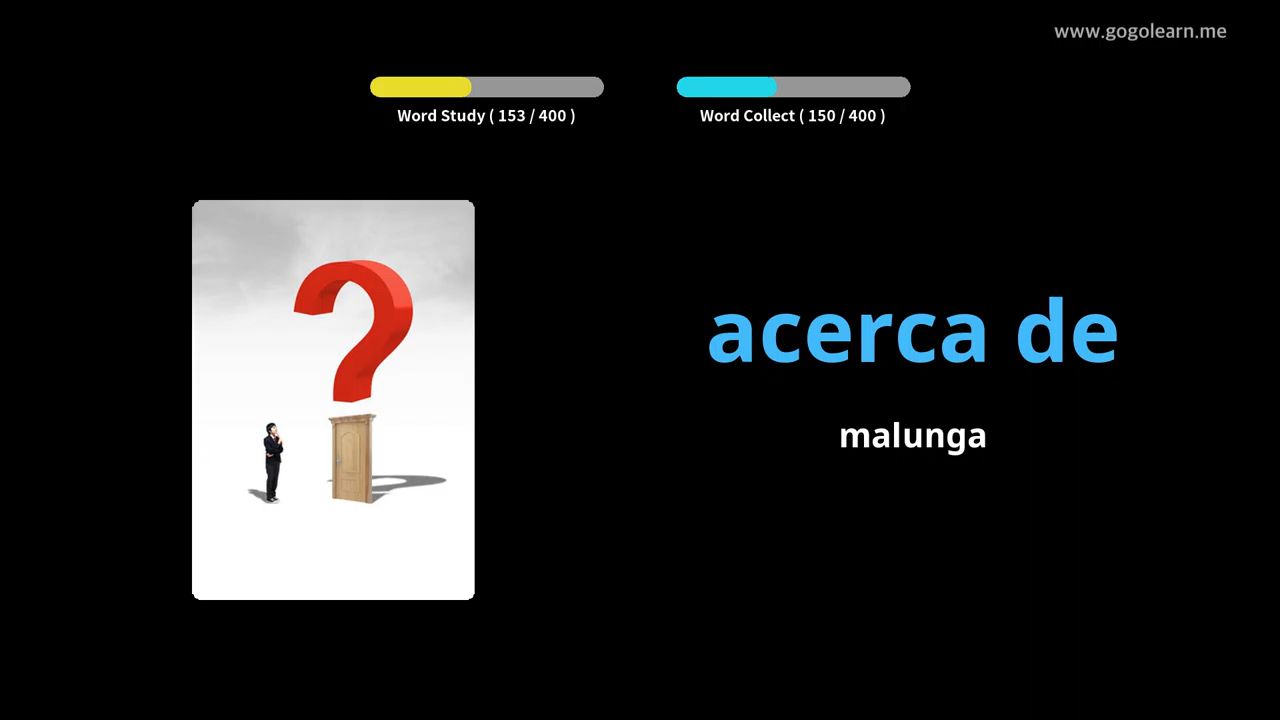 www.gogolearn.me
Word Study ( 153 / 400 )
Word Collect ( 150 / 400 )
acerca de
malunga